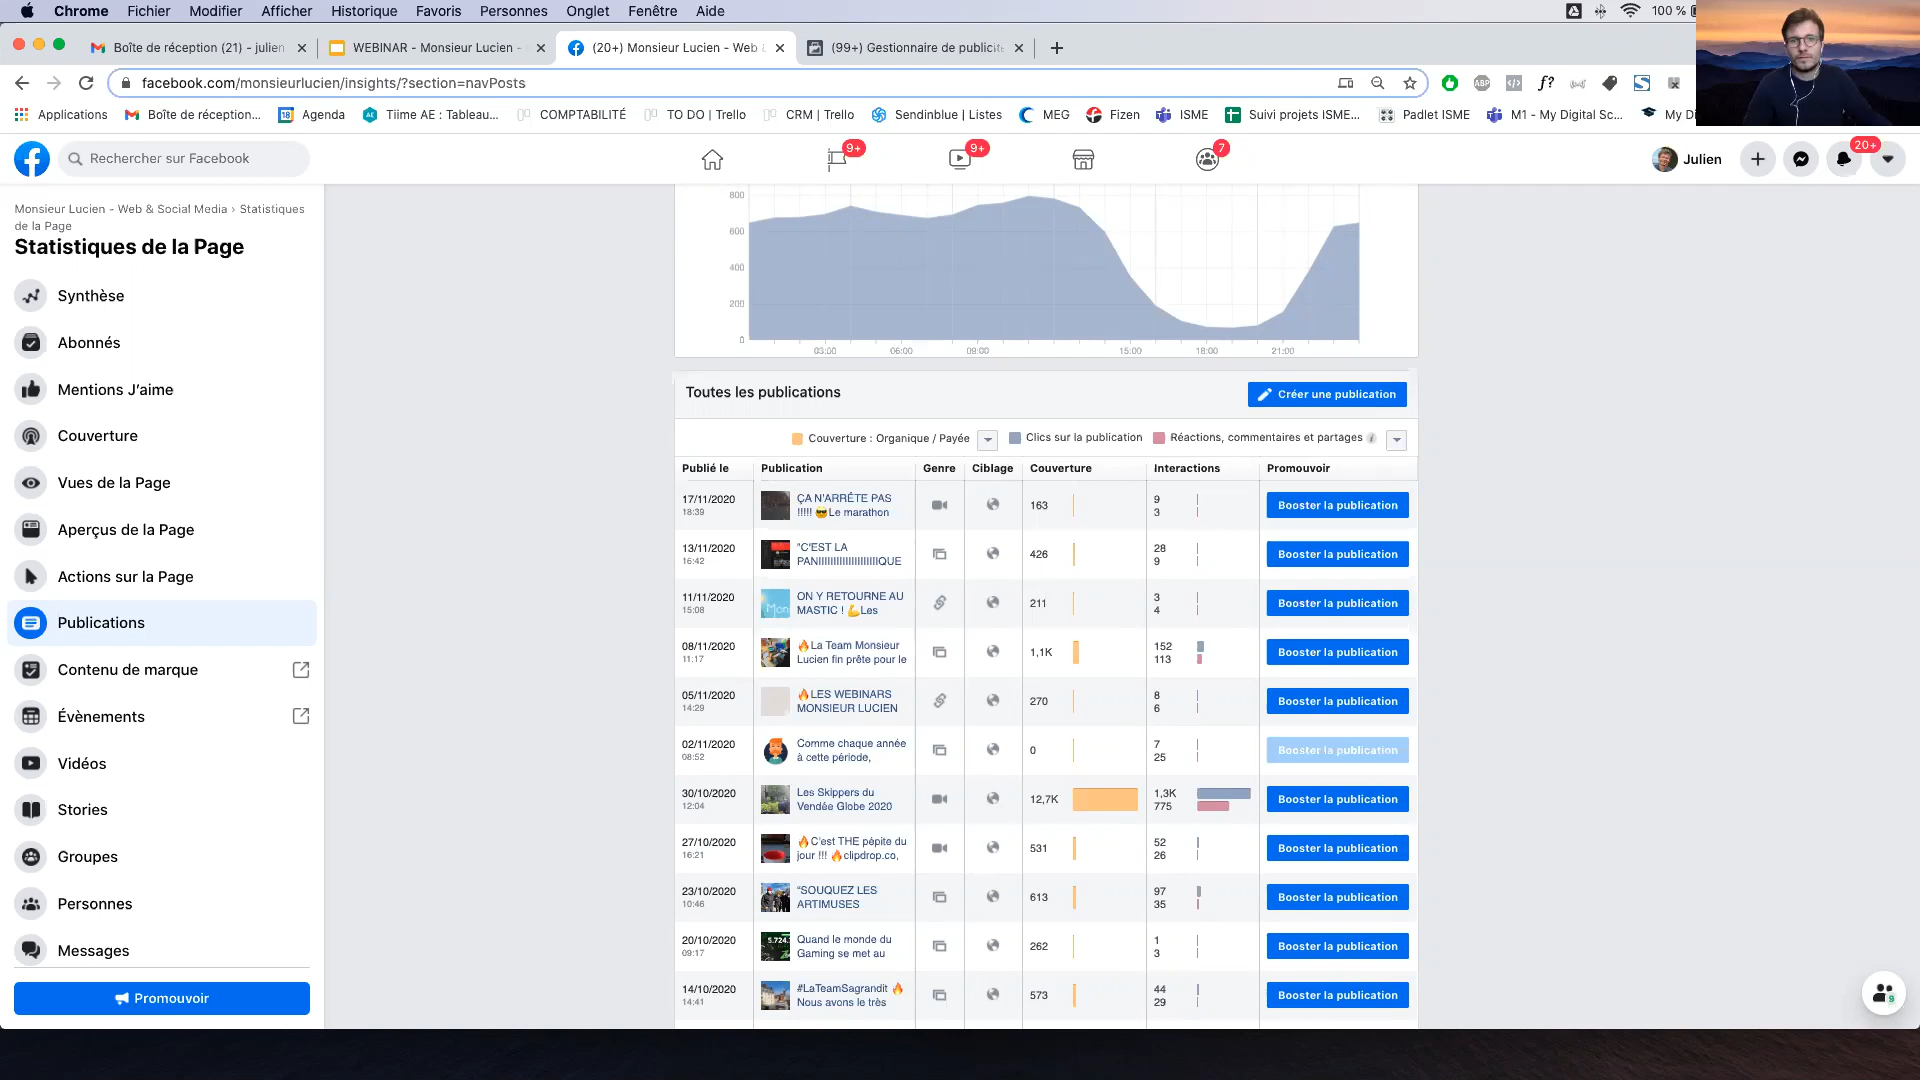 Chrome Fichier Modifier Afficher Historique Favoris Personnes Onglet Fenêtre Aide 100 %
Boîte de réception (21) - julien WEBINAR - Monsieur Lucien - (20+) Monsieur Lucien - Web & (99+) Gestionnaire de publicité
facebook.com/monsieurlucien/insights/?section=navPosts
Applications Boîte de réception... Agenda Tiime AE : Tableau... COMPTABILITÉ TO DO | Trello CRM | Trello Sendinblue | Listes MEG Fizen ISME Suivi projets ISME... Padlet ISME M1 - My Digital Sc... My Di
Rechercher sur Facebook 9+ 9+ 7 Julien 20+
Monsieur Lucien - Web & Social Media › Statistiques
de la Page
Statistiques de la Page
Synthèse
Abonnés
Mentions J’aime
Couverture
Vues de la Page
Aperçus de la Page
Actions sur la Page
Publications
Contenu de marque
Évènements
Vidéos
Stories
Groupes
Personnes
Messages
Promouvoir
800
600
400
200
0
03:00 06:00 09:00 15:00 18:00 21:00
Toutes les publications Créer une publication
Couverture : Organique / Payée Clics sur la publication Réactions, commentaires et partages
Publié le Publication Genre Ciblage Couverture Interactions Promouvoir
17/11/2020 ÇA N'ARRÊTE PAS 163 9 Booster la publication
18:39 !!!!! 😎Le marathon 3
13/11/2020 "C'EST LA 426 28 Booster la publication
16:42 PANIIIIIIIIIIIIIIIIIIIIQUE 9
11/11/2020 ON Y RETOURNE AU 211 3 Booster la publication
15:08 MASTIC ! 💪Les 4
08/11/2020 🔥La Team Monsieur 1,1K 152 Booster la publication
11:17 Lucien fin prête pour le 113
05/11/2020 🔥LES WEBINARS 270 8 Booster la publication
14:29 MONSIEUR LUCIEN 6
02/11/2020 Comme chaque année 0 7 Booster la publication
08:52 à cette période, 25
30/10/2020 Les Skippers du 12,7K 1,3K Booster la publication
12:04 Vendée Globe 2020 775
27/10/2020 🔥C'est THE pépite du 531 52 Booster la publication
16:21 jour !!! 🔥clipdrop.co, 26
23/10/2020 "SOUQUEZ LES 613 97 Booster la publication
10:46 ARTIMUSES 35
20/10/2020 Quand le monde du 262 1 Booster la publication
09:17 Gaming se met au 3
14/10/2020 #LaTeamSagrandit 🔥 573 44 Booster la publication
14:41 Nous avons le très 29